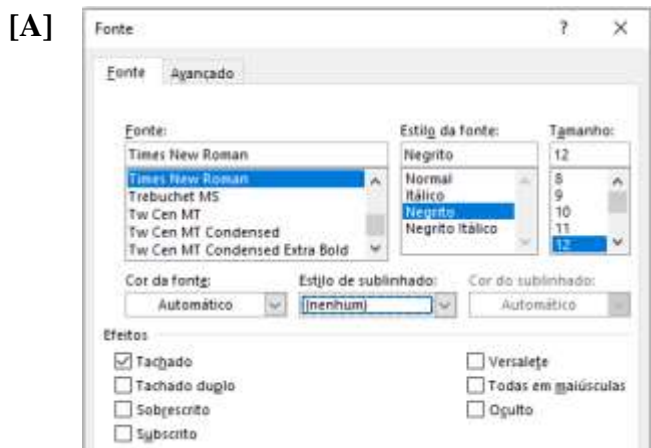 [A]
Fonte ? X
Fonte Avançado
Fonte: Estilo da fonte: Tamanho:
Times New Roman Negrito 12
Times New Roman Normal 8
Trebuchet MS Itálico 9
Tw Cen MT Negrito 10
Tw Cen MT Condensed Negrito Itálico 11
Tw Cen MT Condensed Extra Bold 12
Cor da fonte: Estilo de sublinhado: Cor do sublinhado:
Automático (nenhum) Automático
Efeitos
Tachado Versalete
Tachado duplo Todas em maiúsculas
Sobrescrito Oculto
Subscrito